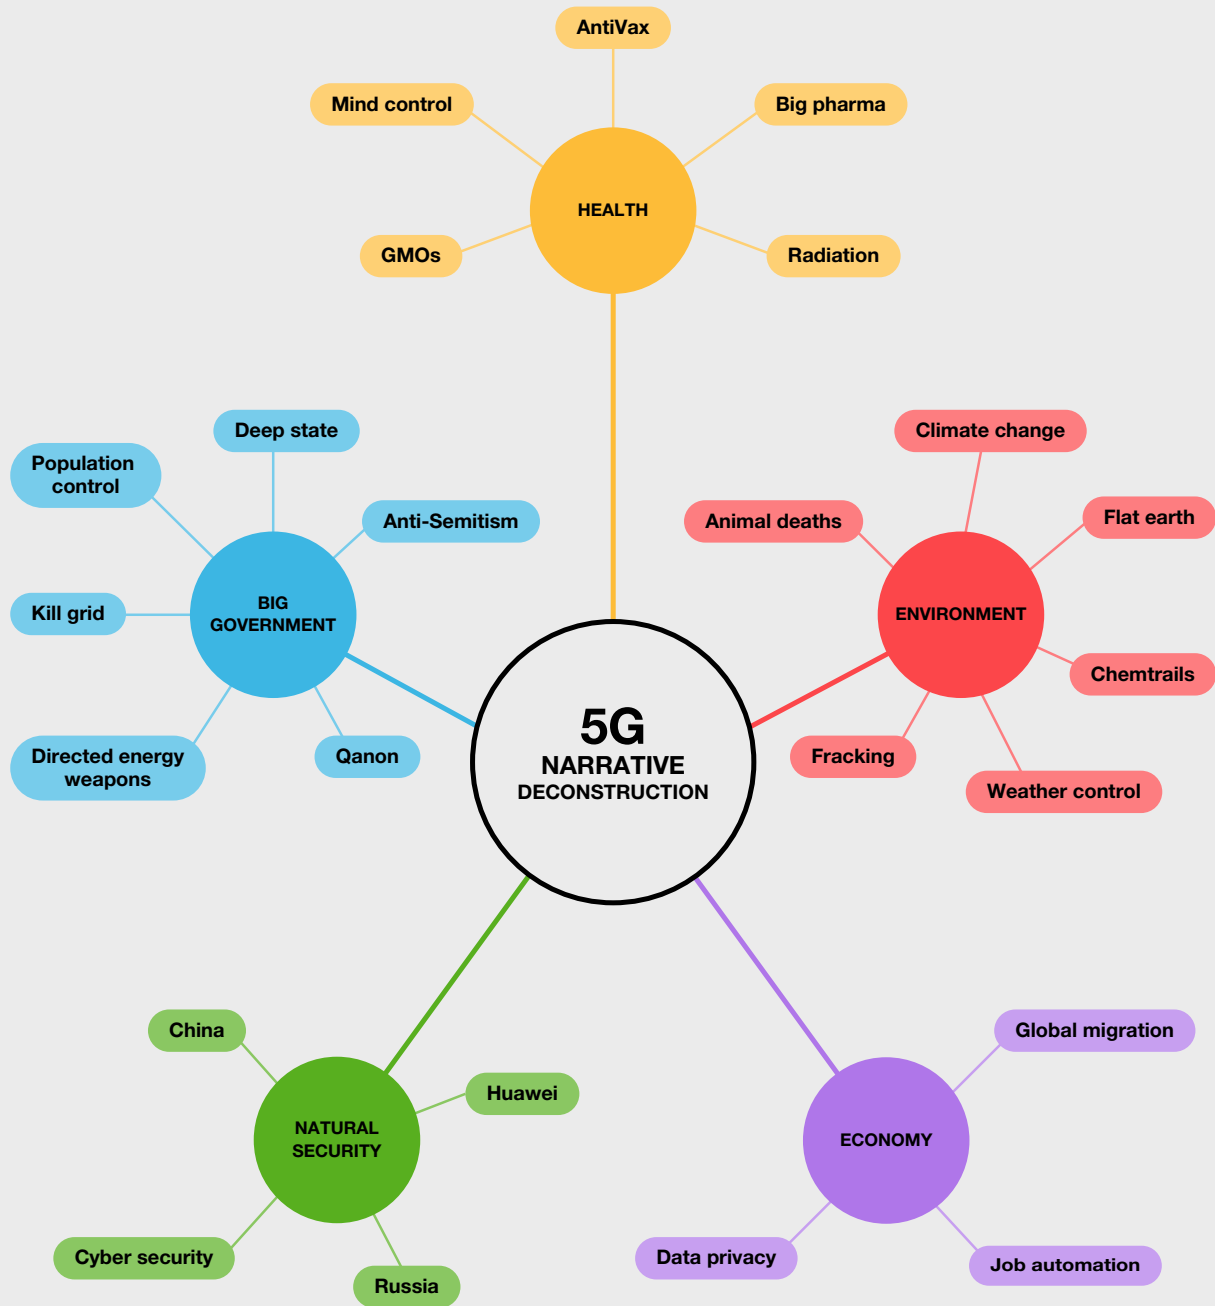 AntiVax
Mind control
Big pharma
HEALTH
GMOs
Radiation
Deep state
Population
control
Anti-Semitism
Kill grid
BIG
GOVERNMENT
Directed energy
weapons
Qanon
Climate change
Animal deaths
Flat earth
ENVIRONMENT
Chemtrails
Fracking
Weather control
5G
NARRATIVE
DECONSTRUCTION
China
Huawei
NATURAL
SECURITY
Cyber security
Russia
Global migration
ECONOMY
Data privacy
Job automation